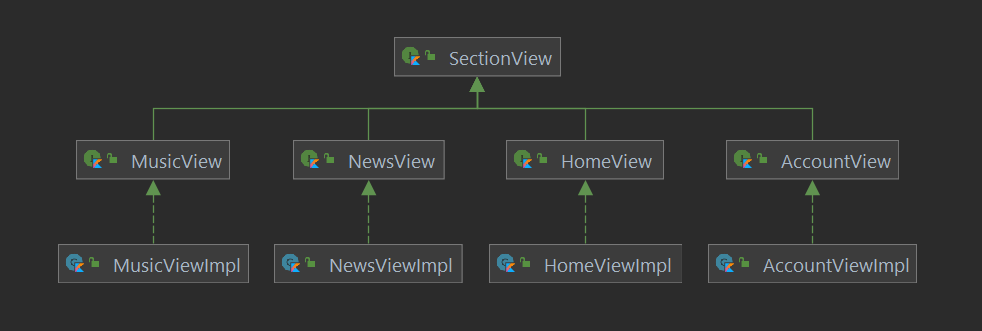 SectionView
MusicView
NewsView
HomeView
AccountView
MusicViewImpl
NewsViewImpl
HomeViewImpl
AccountViewImpl